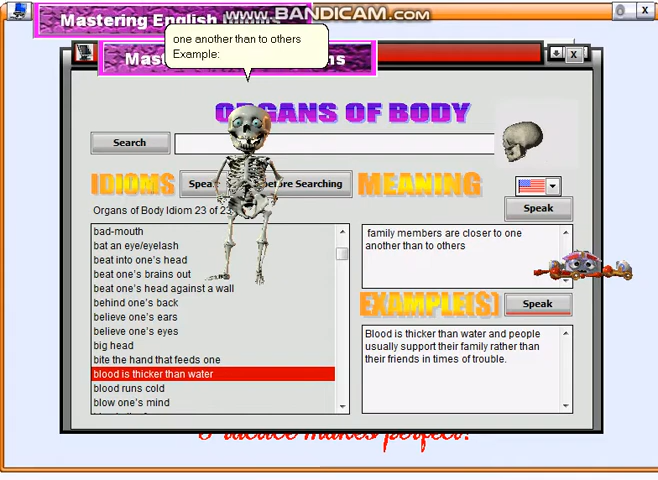 Mastering English Idioms
WWW.BANDICAM.COM
one another than to others
Example:
ORGANS OF BODY
Search
IDIOMS
Before Searching
MEANING
Speak
Organs of Body Idiom 23 of 23
bad-mouth
bat an eye/eyelash
beat into one's head
beat one's brains out
beat one's head against a wall
behind one's back
believe one's ears
believe one's eyes
big head
bite the hand that feeds one
blood is thicker than water
blood runs cold
blow one's mind
family members are closer to one
another than to others
EXAMPLE(S)
Speak
Blood is thicker than water and people
usually support their family rather than
their friends in times of trouble.
Practice makes perfect!